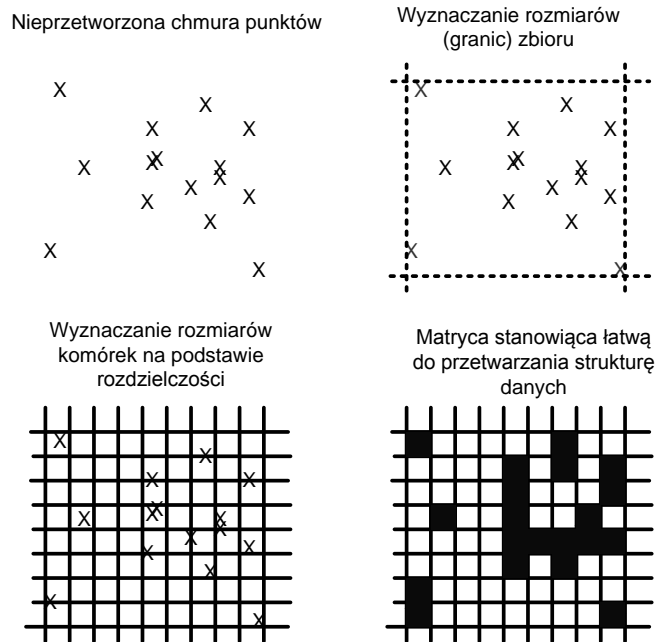 Nieprzetworzona chmura punktów
Wyznaczanie rozmiarów
(granic) zbioru
Wyznaczanie rozmiarów
komórek na podstawie
rozdzielczości
Matryca stanowiąca łatwą
do przetwarzania strukturę
danych